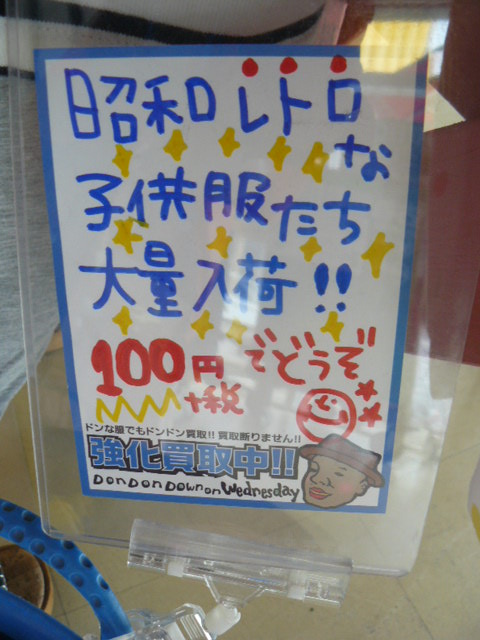 昭和レトロ
な
子供服たち
大量入荷!!
100円でどうぞ
+税
ドンな服でもドンドン買取!! 買取断りません!!
強化買取中!!
DonDonDownonWednesday